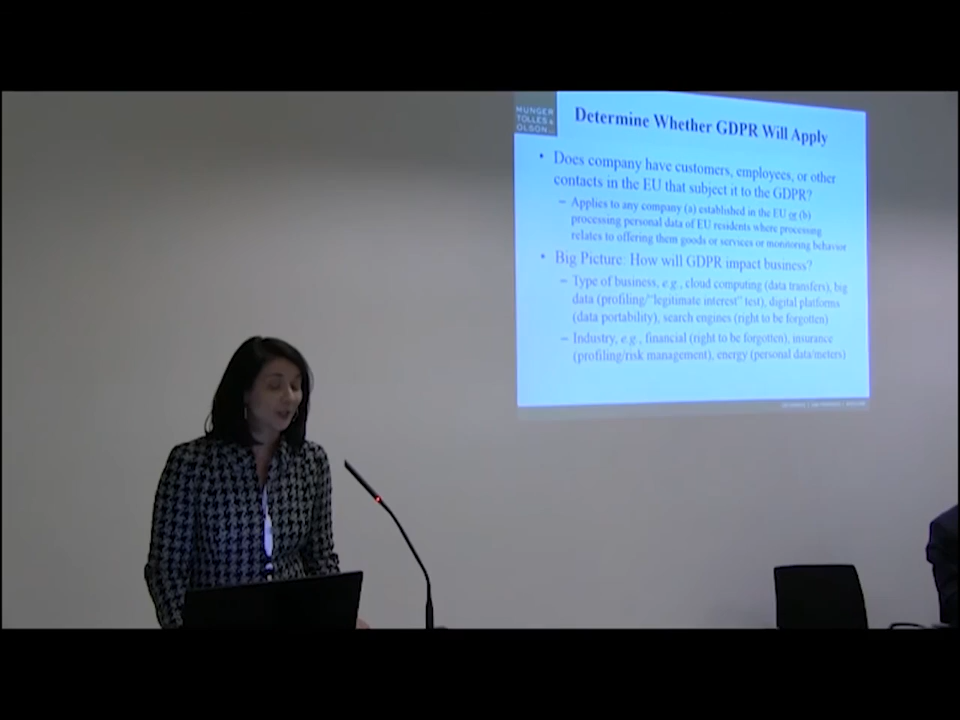 MUNGER
TOLLES &
OLSON
Determine Whether GDPR Will Apply
• Does company have customers, employees, or other
contacts in the EU that subject it to the GDPR?
– Applies to any company (a) established in the EU or (b)
processing personal data of EU residents where processing
relates to offering them goods or services or monitoring behavior
• Big Picture: How will GDPR impact business?
– Type of business, e.g., cloud computing (data transfers), big
data (profiling/"legitimate interest" test), digital platforms
(data portability), search engines (right to be forgotten)
– Industry, e.g., financial (right to be forgotten), insurance
(profiling/risk management), energy (personal data/meters)